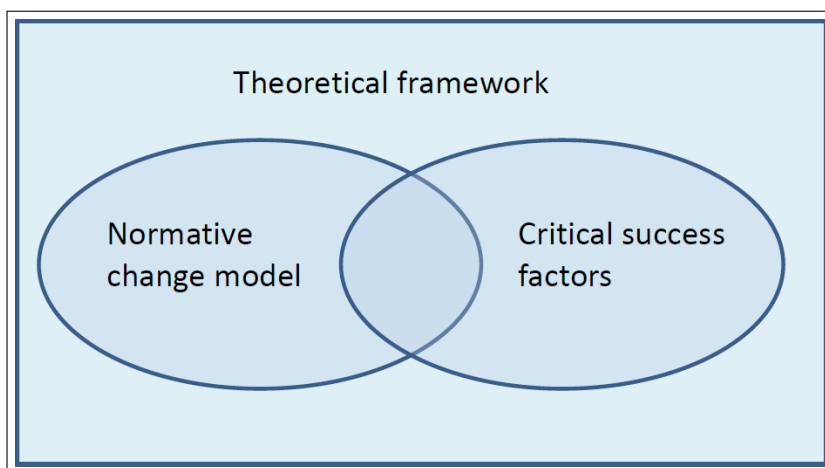 Theoretical framework
Normative
change model
Critical success
factors